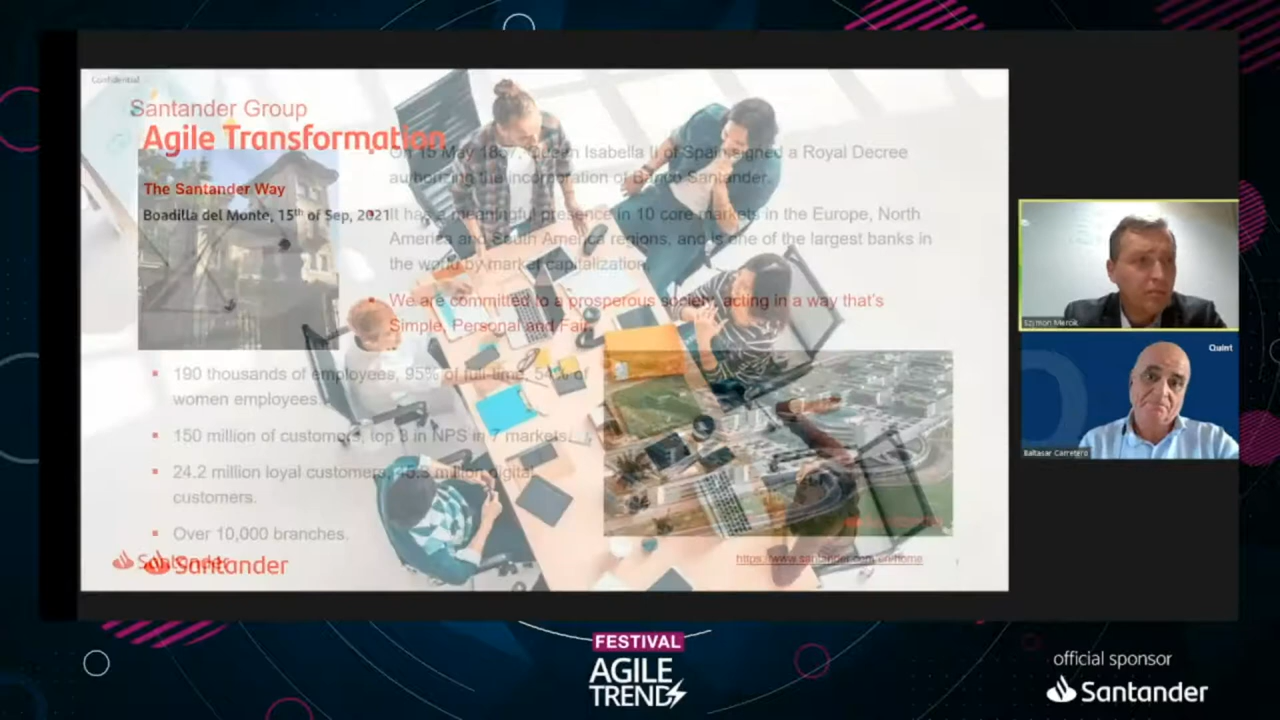 Confidential
Santander Group
Agile Transformation
On 15 May 1857, Queen Isabella II of Spain signed a Royal Decree
authorizing the incorporation of Banco Santander.
The Santander Way
Boadilla del Monte, 15th of Sep, 2021
It has a meaningful presence in 10 core markets in the Europe, North
America and South America regions, and is one of the largest banks in
the world by market capitalization.
We are committed to a prosperous society, acting in a way that's
Simple, Personal and Fair.
190 thousands of employees, 95% of full-time, 54% of
women employees.
150 million of customers, top 3 in NPS in 7 markets.
24.2 million loyal customers, 45.3 million digital
customers.
Over 10,000 branches.
Santander
Santander
https://www.santander.com/en/home
1
Szymon Merok
Quint
Baltasar Carretero
FESTIVAL
AGILE
TRENDS
official sponsor
Santander